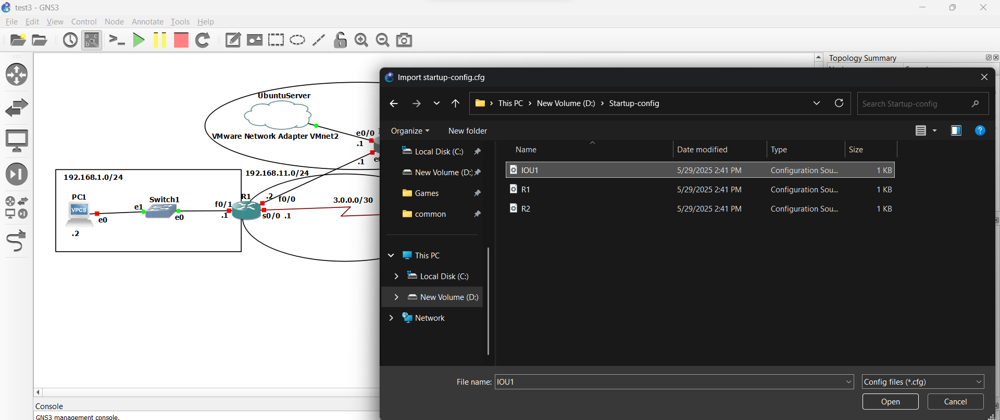 test3 - GNS3
File Edit View Control Node Annotate Tools Help
Topology Summary
Import startup-config.cfg
This PC > New Volume (D:) > Startup-config
Search Startup-config
Organize
New folder
Local Disk (C:)
New Volume (D:)
Games
common
This PC
Local Disk (C:)
New Volume (D:)
Network
Name Date modified Type Size
IOU1 5/29/2025 2:41 PM Configuration Sou... 1 KB
R1 5/29/2025 2:41 PM Configuration Sou... 1 KB
R2 5/29/2025 2:41 PM Configuration Sou... 1 KB
File name: IOU1
Config files (*.cfg)
Open Cancel
UbuntuServer
VMware Network Adapter VMnet2
e0/0
.1
.1
192.168.11.0/24
192.168.1.0/24
PC1
VPCS
e0
.2
Switch1
e1
e0
f0/1
.1
R1
.2
f0/0
s0/0
.1
3.0.0.0/30
Console
GNS3 management console.